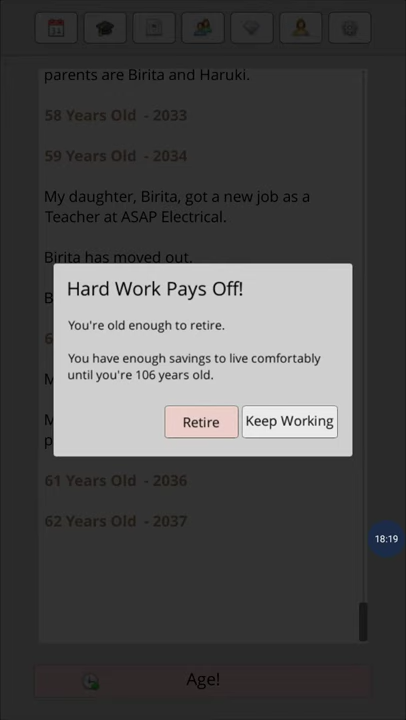 14
parents are Birita and Haruki.
58 Years Old - 2033
59 Years Old - 2034
My daughter, Birita, got a new job as a
Teacher at ASAP Electrical.
Birita has moved out.
B
Hard Work Pays Off!
You're old enough to retire.
6
You have enough savings to live comfortably
until you're 106 years old.
M
M
Retire
Keep Working
p
61 Years Old - 2036
62 Years Old - 2037
18:19
Age!